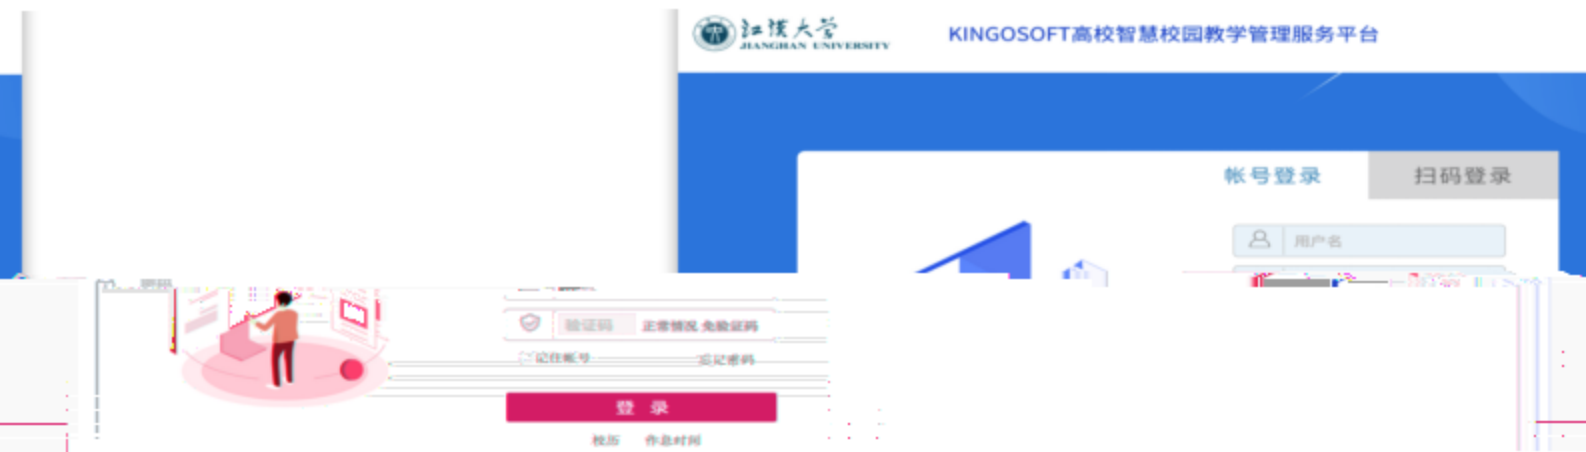 江汉大学
JIANGHAN UNIVERSITY
KINGOSOFT高校智慧校园教学管理服务平台
帐号登录
扫码登录
用户名
验证码
正常情况 免验证码
记住帐号
忘记密码
登 录
校历
作息时间